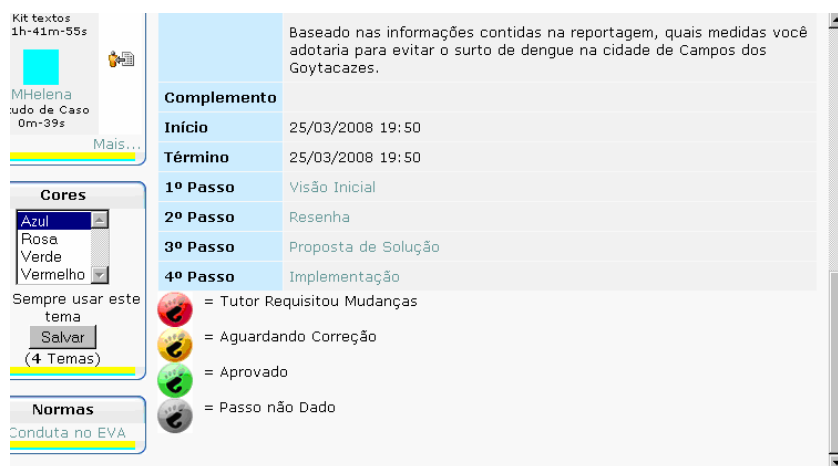 Kit textos
1h-41m-55s
MHelena
tudo de Caso
0m-39s
Mais...
Cores
Azul
Rosa
Verde
Vermelho
Sempre usar este
tema
Salvar
(4 Temas)
Normas
Conduta no EVA
Baseado nas informações contidas na reportagem, quais medidas você
adotaria para evitar o surto de dengue na cidade de Campos dos
Goytacazes.
Complemento
Início 25/03/2008 19:50
Término 25/03/2008 19:50
1º Passo Visão Inicial
2º Passo Resenha
3º Passo Proposta de Solução
4º Passo Implementação
= Tutor Requisitou Mudanças
= Aguardando Correção
= Aprovado
= Passo não Dado